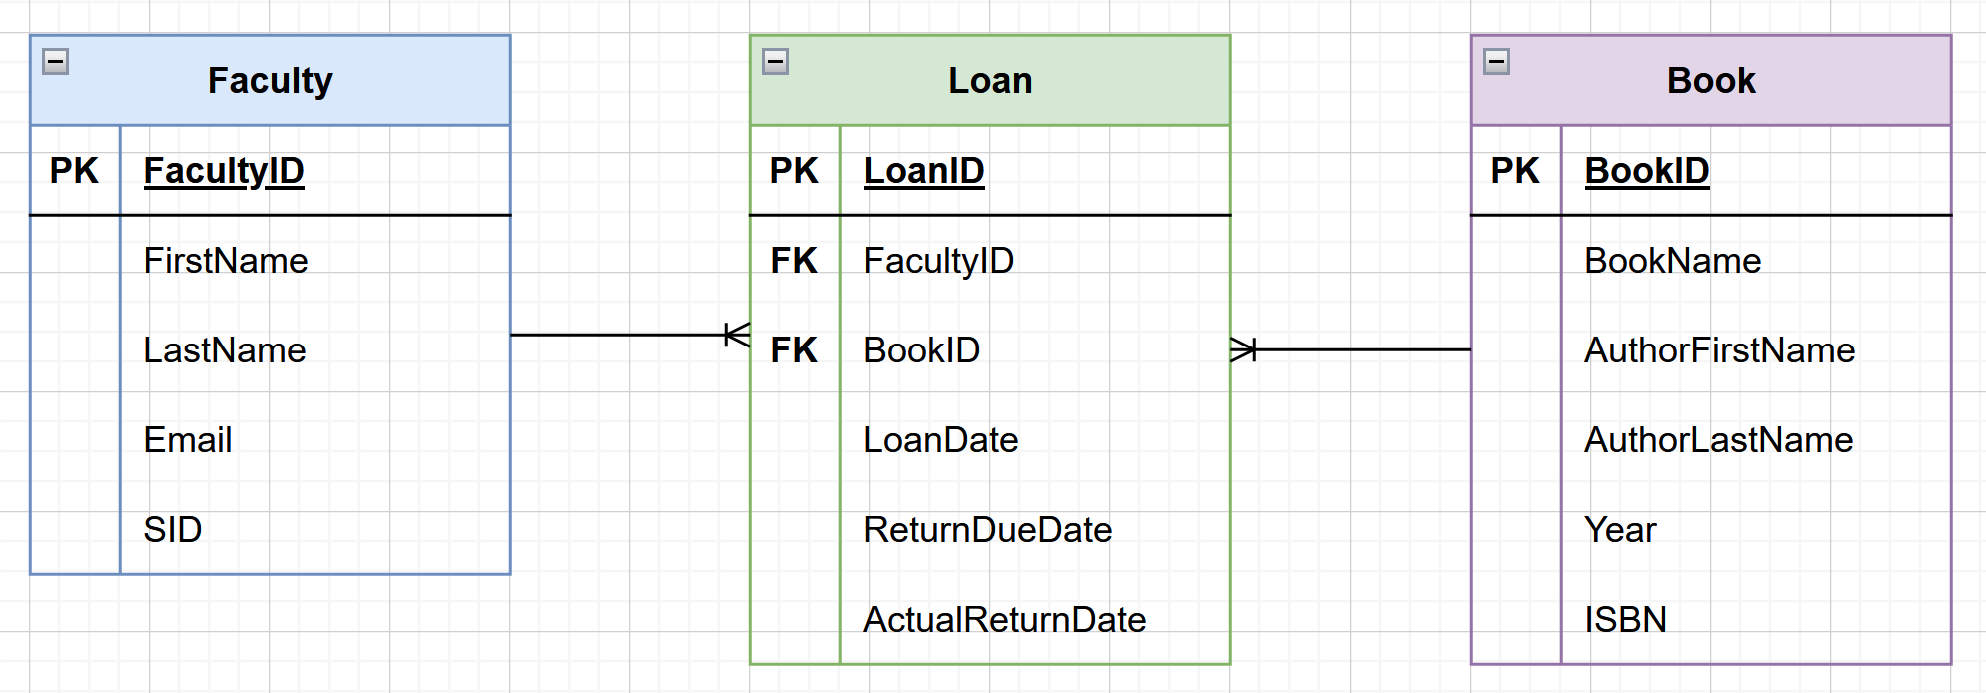 Faculty
PK FacultyID
FirstName
LastName
Email
SID
Loan
PK LoanID
FK FacultyID
FK BookID
LoanDate
ReturnDueDate
ActualReturnDate
Book
PK BookID
BookName
AuthorFirstName
AuthorLastName
Year
ISBN